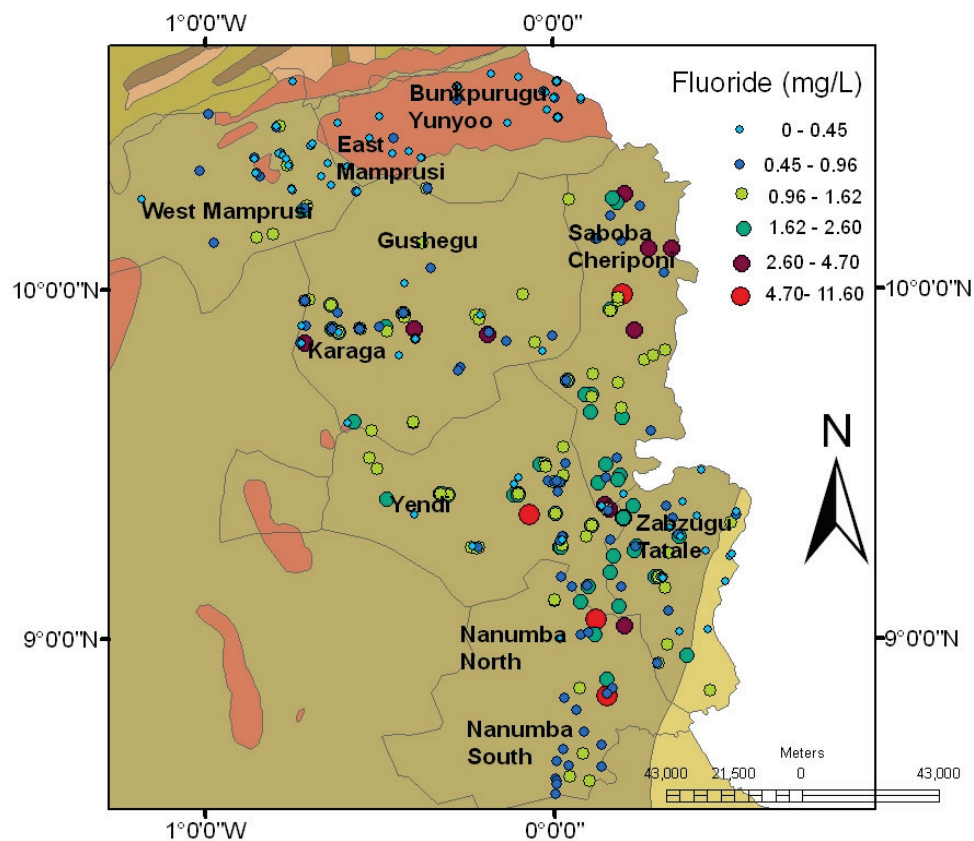 1°0'0"W
0°0'0"
Fluoride (mg/L)
0 - 0.45
0.45 - 0.96
0.96 - 1.62
1.62 - 2.60
2.60 - 4.70
4.70- 11.60
Bunkpurugu
Yunyoo
East
Mamprusi
West Mamprusi
Gushegu
Saboba
Cheriponi
10°0'0"N
10°0'0"N
Karaga
N
Yendi
Zabzugu
Tatale
9°0'0"N
9°0'0"N
Nanumba
North
Nanumba
South
Meters
43,000
21,500
0
43,000
1°0'0"W
0°0'0"